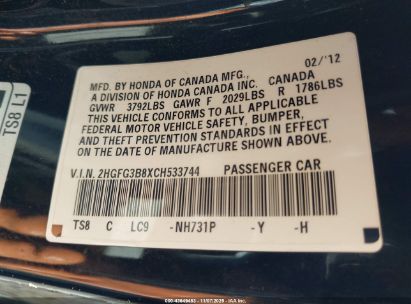 02/'12
MFD. BY HONDA OF CANADA MFG.,
A DIVISION OF HONDA CANADA INC. CANADA
GVWR 3792LBS GAWR F 2029LBS R 1786LBS
THIS VEHICLE CONFORMS TO ALL APPLICABLE
FEDERAL MOTOR VEHICLE SAFETY, BUMPER,
AND THEFT PREVENTION STANDARDS IN EFFECT
ON THE DATE OF MANUFACTURE SHOWN ABOVE.
V.I.N. 2HGFG3B8XCH533744 PASSENGER CAR
TS8 C LC9 -NH731P -Y -H
TS8 L1